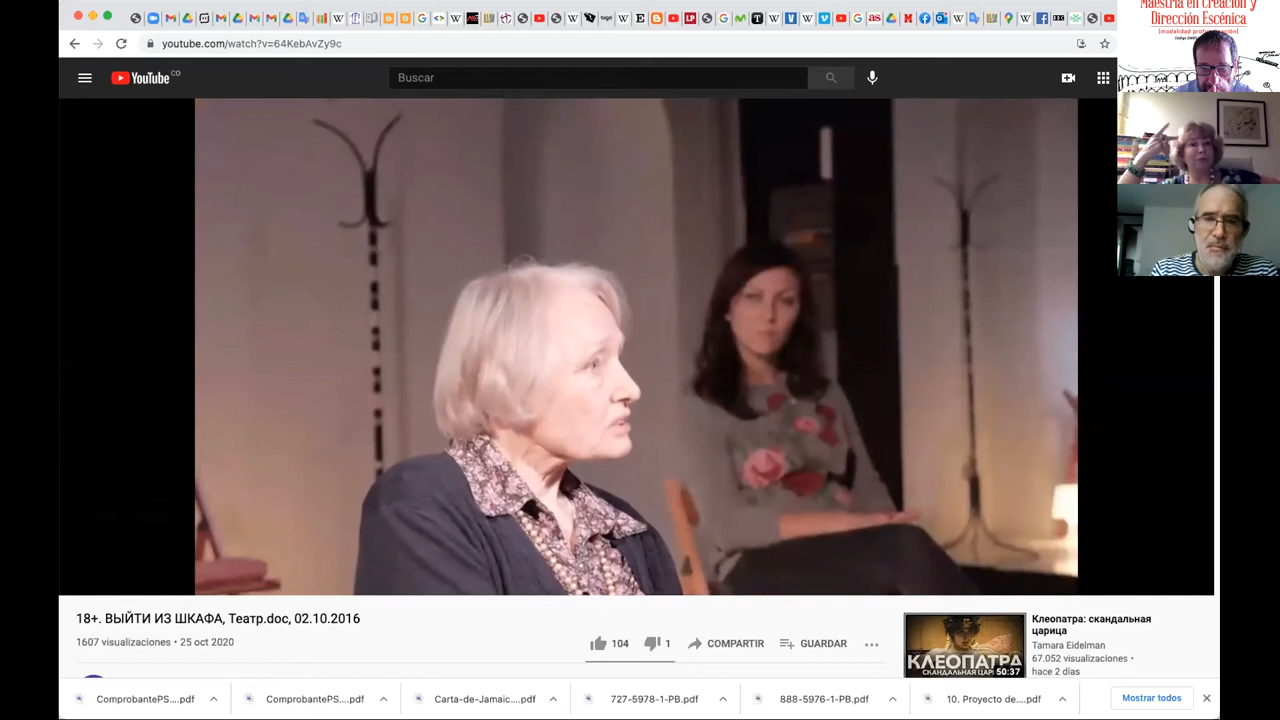 youtube.com/watch?v=64KebAvZy9c
Maestría en Creación y
Dirección Escénica
YouTube CO
Buscar
18+. ВЫЙТИ ИЗ ШКАФА, Театр.doc, 02.10.2016
1607 visualizaciones • 25 oct 2020
104
1
COMPARTIR
GUARDAR
КЛЕОПАТРА
50:37
Клеопатра: скандальная
царица
Tamara Eidelman
67.052 visualizaciones •
hace 2 días
ComprobantePS....pdf
ComprobantePS....pdf
Carta-de-Jamaic....pdf
727-5978-1-PB.pdf
888-5976-1-PB.pdf
10. Proyecto de....pdf
Mostrar todos